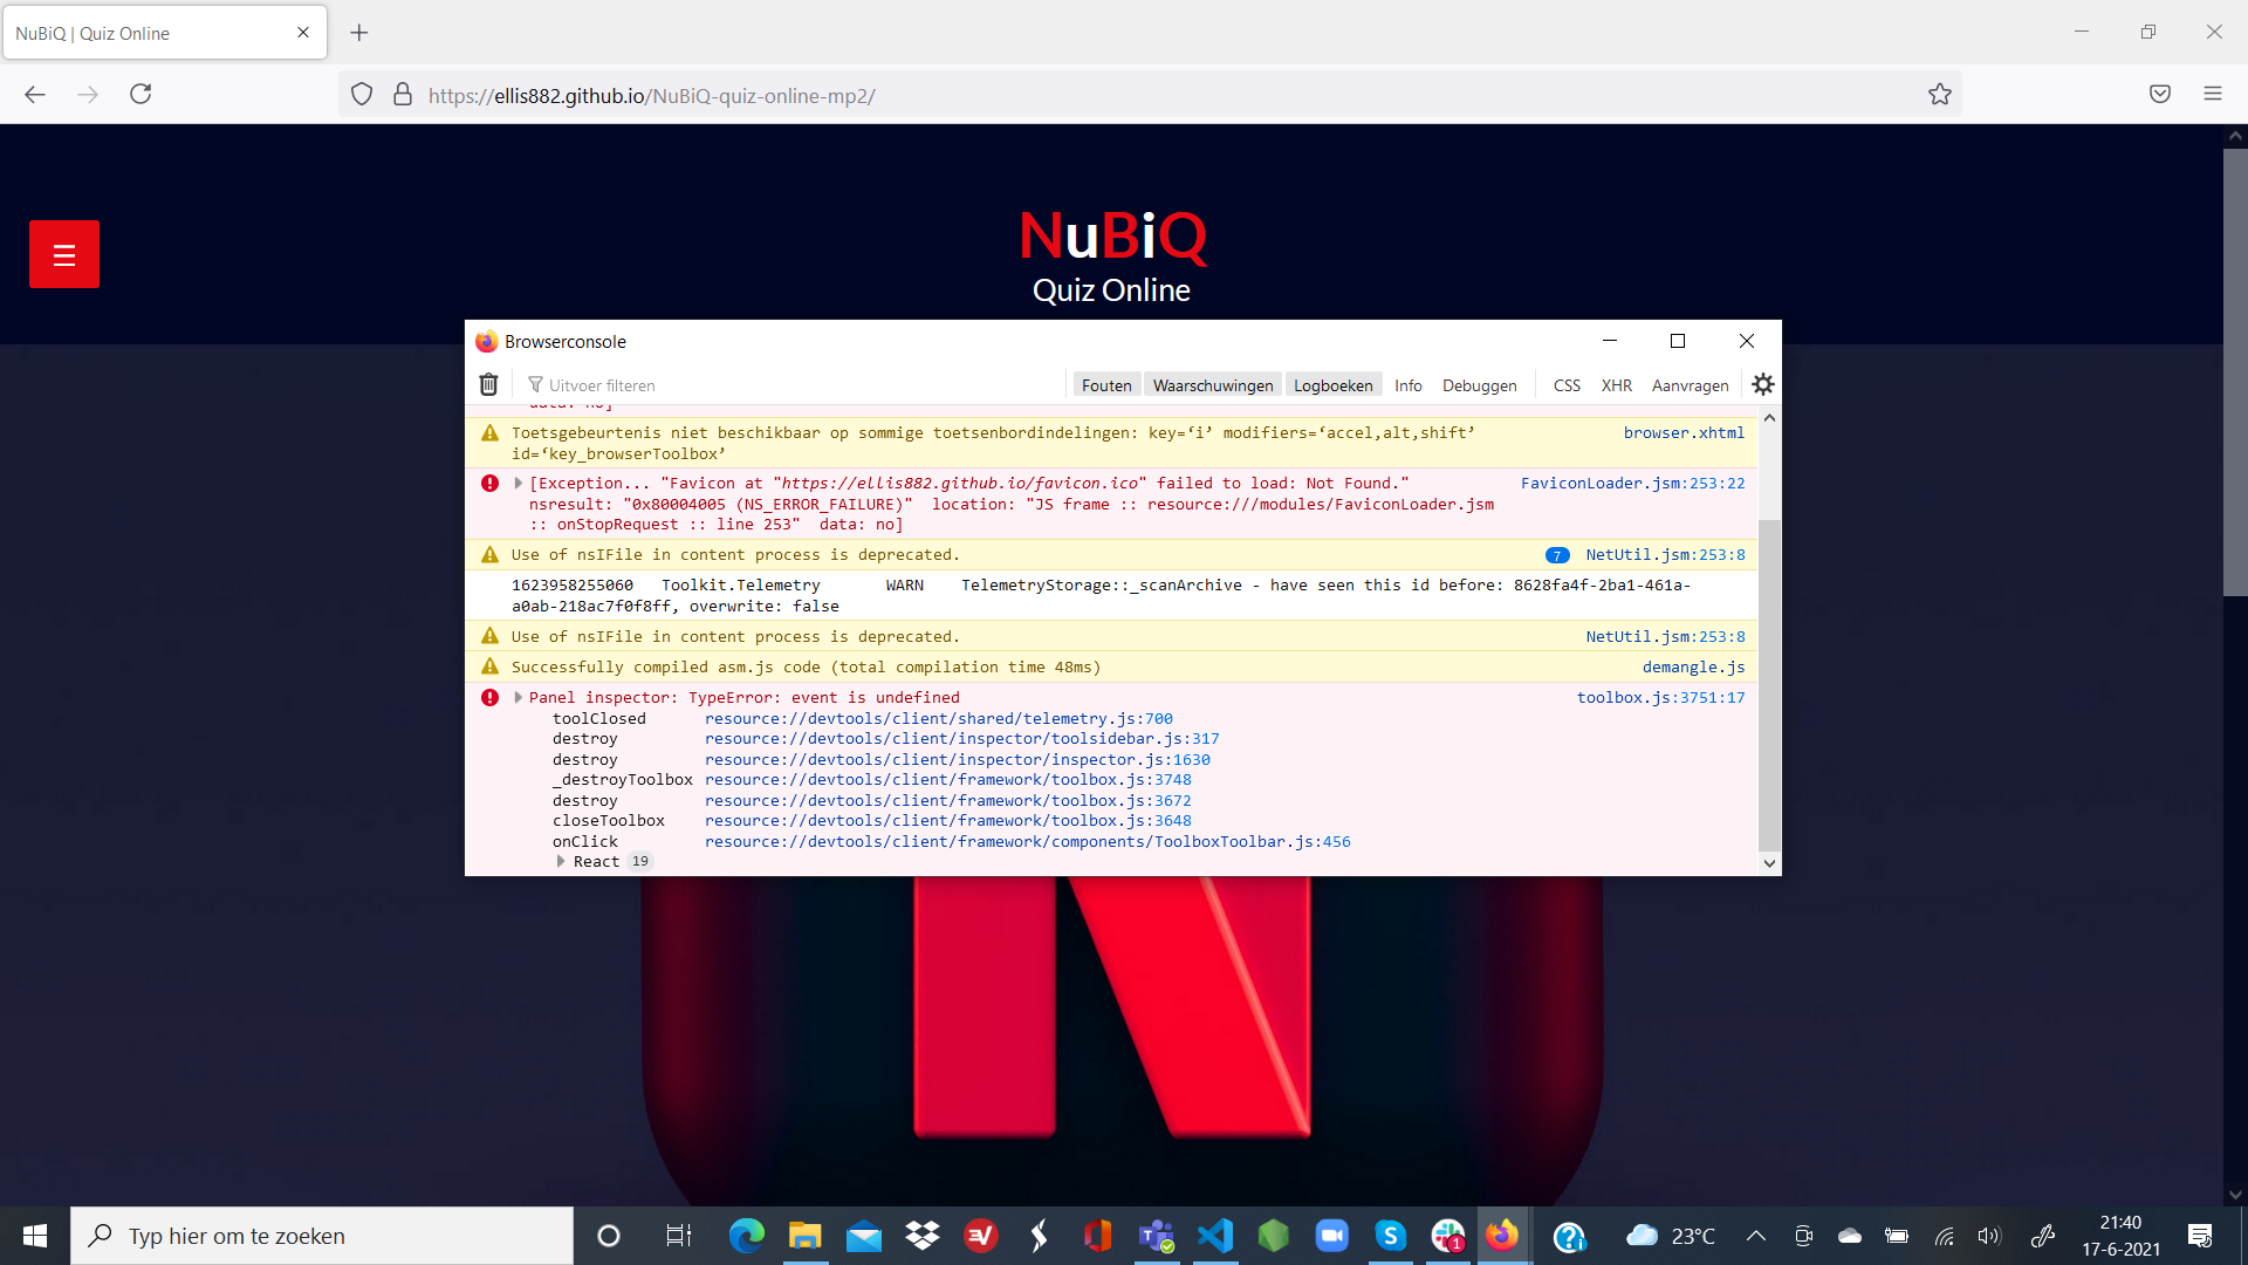 NuBiQ | Quiz Online
https://ellis882.github.io/NuBiQ-quiz-online-mp2/
NuBiQ
Quiz Online
Browserconsole
Uitvoer filteren
Fouten Waarschuwingen Logboeken Info Debuggen CSS XHR Aanvragen
data: no]
Toetsgebeurtenis niet beschikbaar op sommige toetsenbordindelingen: key=‘i’ modifiers=‘accel,alt,shift’ browser.xhtml
id=‘key_browserToolbox’
[Exception... "Favicon at "https://ellis882.github.io/favicon.ico" failed to load: Not Found." FaviconLoader.jsm:253:22
nsresult: "0x80004005 (NS_ERROR_FAILURE)" location: "JS frame :: resource:///modules/FaviconLoader.jsm
:: onStopRequest :: line 253" data: no]
Use of nsIFile in content process is deprecated. 7 NetUtil.jsm:253:8
1623958255060 Toolkit.Telemetry WARN TelemetryStorage::_scanArchive - have seen this id before: 8628fa4f-2ba1-461a-
a0ab-218ac7f0f8ff, overwrite: false
Use of nsIFile in content process is deprecated. NetUtil.jsm:253:8
Successfully compiled asm.js code (total compilation time 48ms) demangle.js
Panel inspector: TypeError: event is undefined toolbox.js:3751:17
toolClosed resource://devtools/client/shared/telemetry.js:700
destroy resource://devtools/client/inspector/toolsidebar.js:317
destroy resource://devtools/client/inspector/inspector.js:1630
_destroyToolbox resource://devtools/client/framework/toolbox.js:3748
destroy resource://devtools/client/framework/toolbox.js:3672
closeToolbox resource://devtools/client/framework/toolbox.js:3648
onClick resource://devtools/client/framework/components/ToolboxToolbar.js:456
React 19
Typ hier om te zoeken
23°C
21:40
17-6-2021